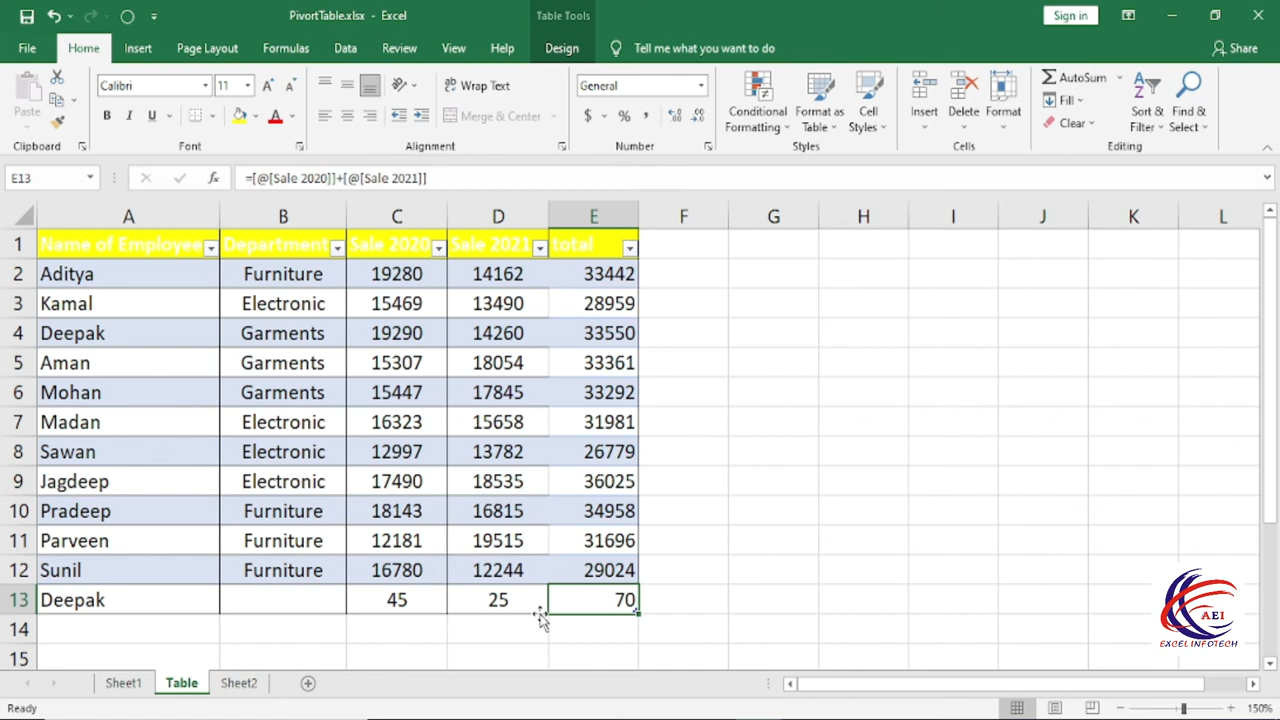 PivortTable.xlsx - Excel
Table Tools
Sign in
File Home Insert Page Layout Formulas Data Review View Help Design Tell me what you want to do Share
Paste
Clipboard
Calibri 11
B I U
Font
Wrap Text
Merge & Center
Alignment
General
$ % ,
Number
Conditional Formatting
Format as Table
Cell Styles
Styles
Insert
Delete
Format
Cells
AutoSum
Fill
Clear
Sort & Filter
Find & Select
Editing
E13 fx =[@[Sale 2020]]+[@[Sale 2021]]
A B C D E F G H I J K L
1 Name of Employee Department Sale 2020 Sale 2021 total
2 Aditya Furniture 19280 14162 33442
3 Kamal Electronic 15469 13490 28959
4 Deepak Garments 19290 14260 33550
5 Aman Garments 15307 18054 33361
6 Mohan Garments 15447 17845 33292
7 Madan Electronic 16323 15658 31981
8 Sawan Electronic 12997 13782 26779
9 Jagdeep Electronic 17490 18535 36025
10 Pradeep Furniture 18143 16815 34958
11 Parveen Furniture 12181 19515 31696
12 Sunil Furniture 16780 12244 29024
13 Deepak 45 25 70
14
15
AEI
EXCEL INFOTECH
Sheet1 Table Sheet2
Ready
150%